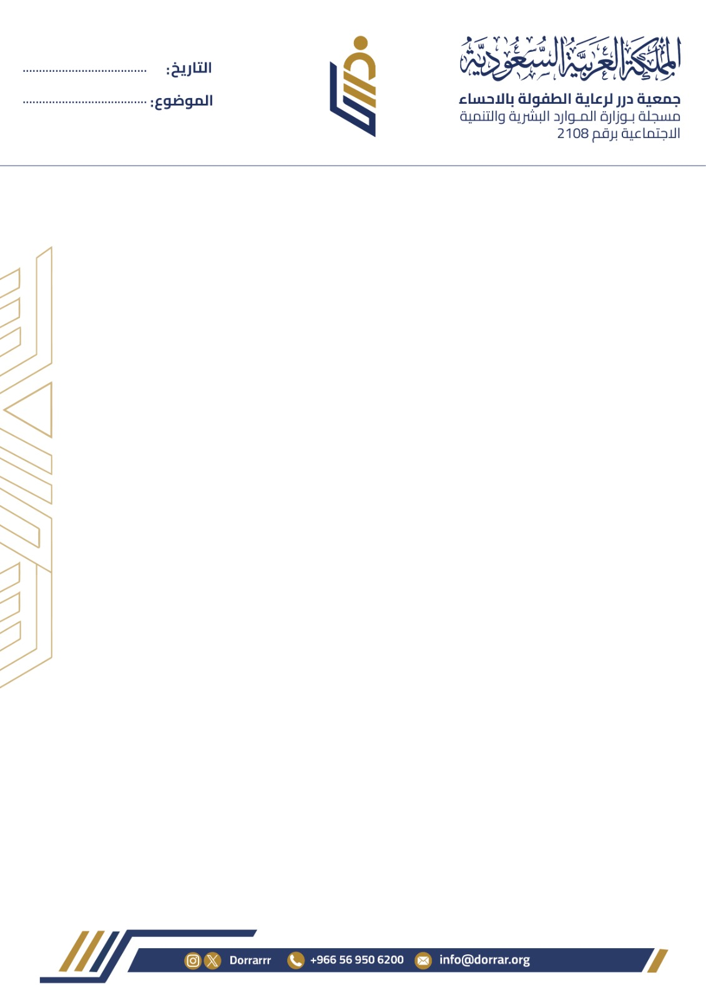 المملكة العربية السعودية
جمعية درر لرعاية الطفولة بالاحساء
مسجلة بـوزارة المـوارد البشرية والتنمية
الاجتماعية برقم 2108
التاريخ: ......................................
الموضوع: ......................................
Dorrarrr +966 56 950 6200 info@dorrar.org